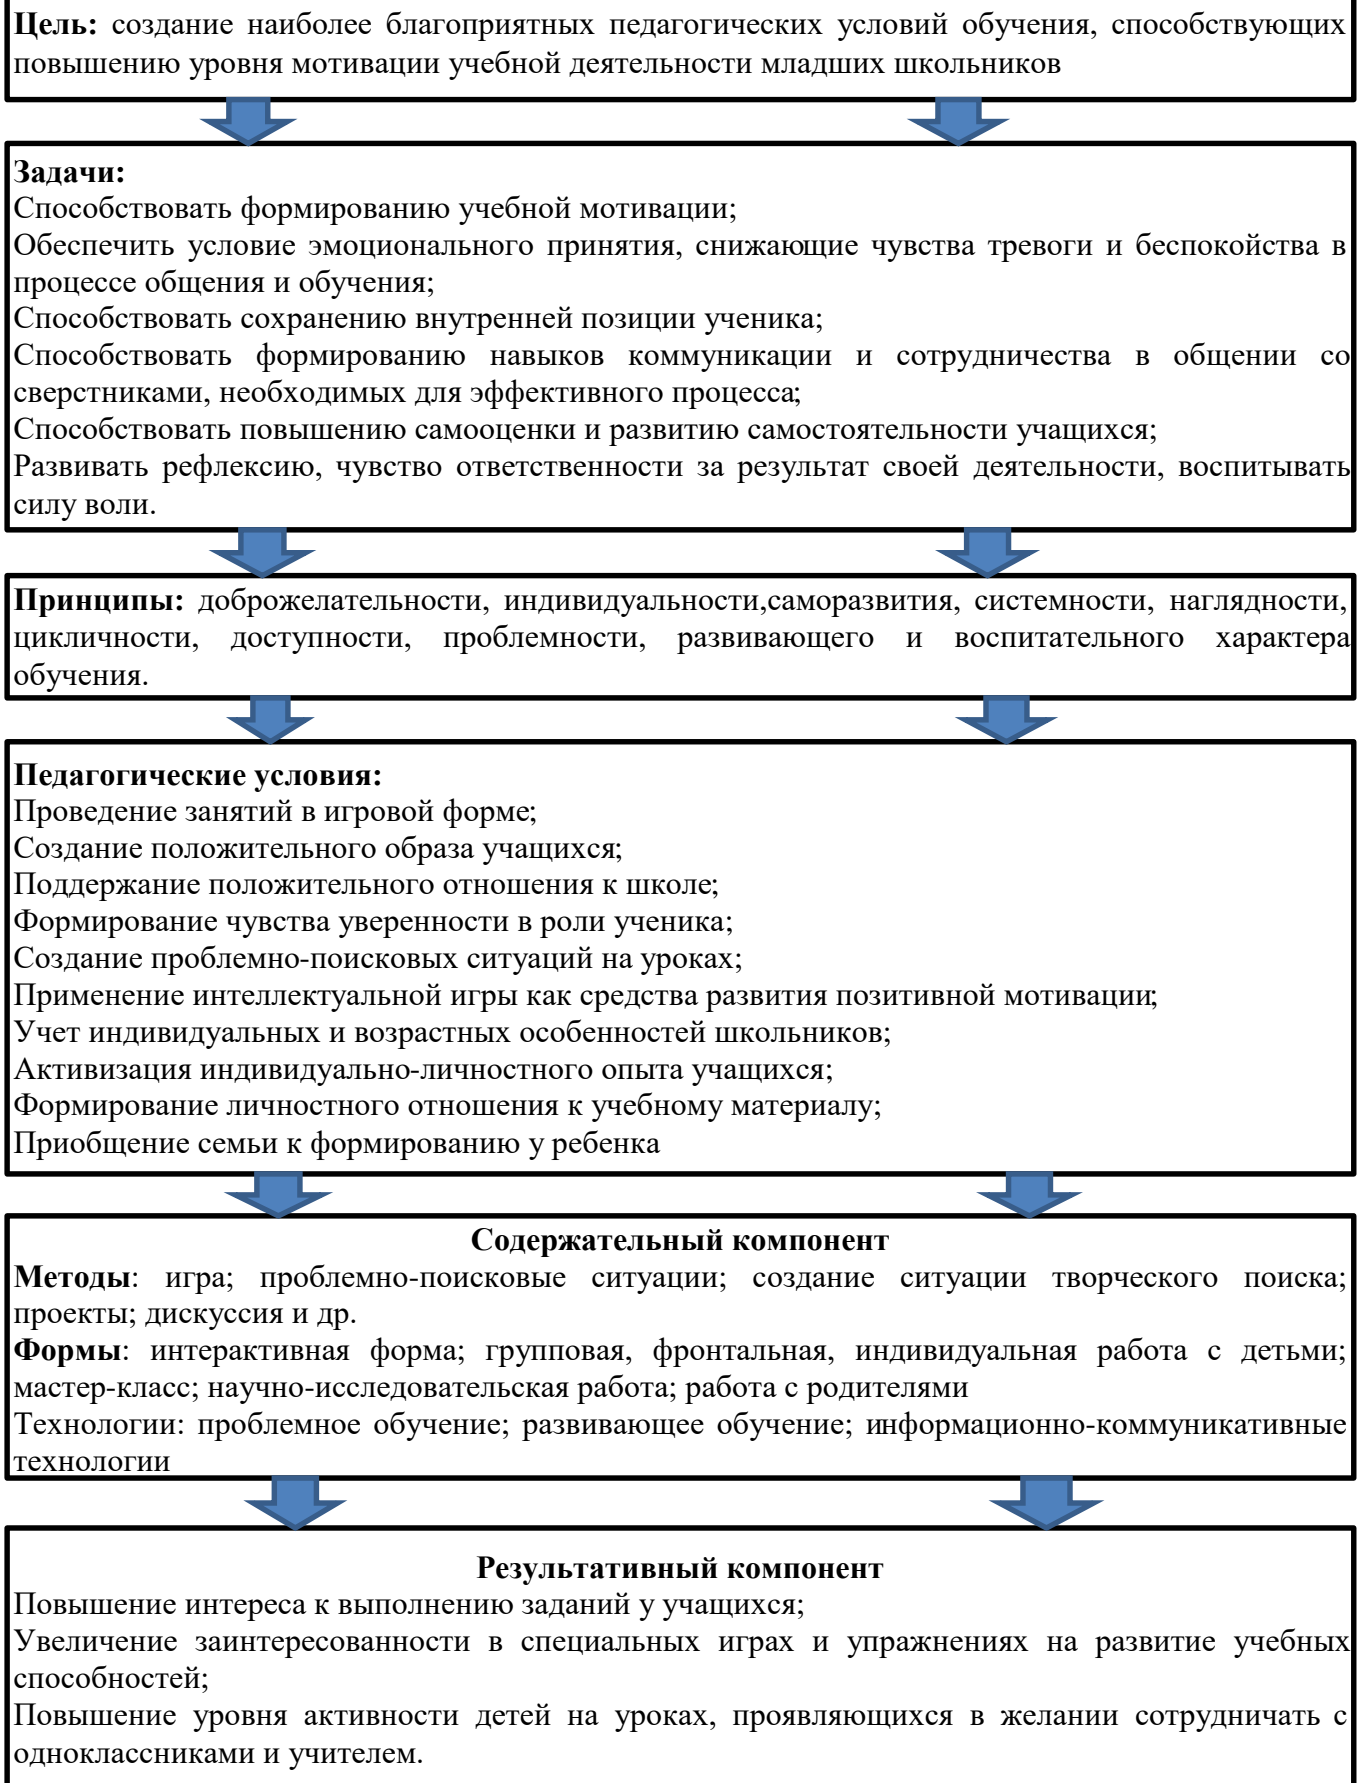 Цель: создание наиболее благоприятных педагогических условий обучения, способствующих
повышению уровня мотивации учебной деятельности младших школьников
Задачи:
Способствовать формированию учебной мотивации;
Обеспечить условие эмоционального принятия, снижающие чувства тревоги и беспокойства в
процессе общения и обучения;
Способствовать сохранению внутренней позиции ученика;
Способствовать формированию навыков коммуникации и сотрудничества в общении со
сверстниками, необходимых для эффективного процесса;
Способствовать повышению самооценки и развитию самостоятельности учащихся;
Развивать рефлексию, чувство ответственности за результат своей деятельности, воспитывать
силу воли.
Принципы: доброжелательности, индивидуальности,саморазвития, системности, наглядности,
цикличности, доступности, проблемности, развивающего и воспитательного характера
обучения.
Педагогические условия:
Проведение занятий в игровой форме;
Создание положительного образа учащихся;
Поддержание положительного отношения к школе;
Формирование чувства уверенности в роли ученика;
Создание проблемно-поисковых ситуаций на уроках;
Применение интеллектуальной игры как средства развития позитивной мотивации;
Учет индивидуальных и возрастных особенностей школьников;
Активизация индивидуально-личностного опыта учащихся;
Формирование личностного отношения к учебному материалу;
Приобщение семьи к формированию у ребенка
Содержательный компонент
Методы: игра; проблемно-поисковые ситуации; создание ситуации творческого поиска;
проекты; дискуссия и др.
Формы: интерактивная форма; групповая, фронтальная, индивидуальная работа с детьми;
мастер-класс; научно-исследовательская работа; работа с родителями
Технологии: проблемное обучение; развивающее обучение; информационно-коммуникативные
технологии
Результативный компонент
Повышение интереса к выполнению заданий у учащихся;
Увеличение заинтересованности в специальных играх и упражнениях на развитие учебных
способностей;
Повышение уровня активности детей на уроках, проявляющихся в желании сотрудничать с
одноклассниками и учителем.